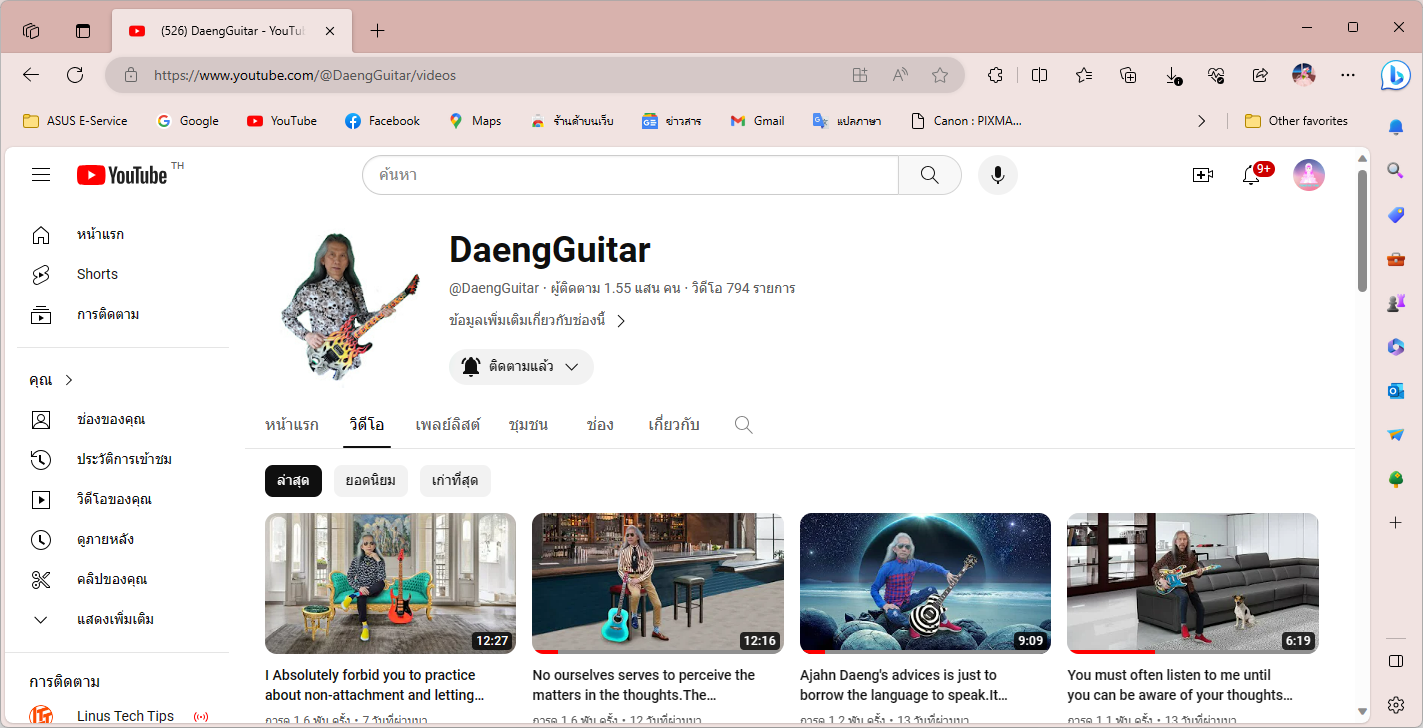 (526) DaengGuitar - YouTu
https://www.youtube.com/@DaengGuitar/videos
ASUS E-Service
Google
YouTube
Facebook
Maps
ร้านค้าบนเว็บ
ข่าวสาร
Gmail
แปลภาษา
Canon : PIXMA...
Other favorites
YouTube TH
ค้นหา
9+
หน้าแรก
Shorts
การติดตาม
คุณ
ช่องของคุณ
ประวัติการเข้าชม
วิดีโอของคุณ
ดูภายหลัง
คลิปของคุณ
แสดงเพิ่มเติม
การติดตาม
Linus Tech Tips
DaengGuitar
@DaengGuitar · ผู้ติดตาม 1.55 แสน คน · วิดีโอ 794 รายการ
ข้อมูลเพิ่มเติมเกี่ยวกับช่องนี้
ติดตามแล้ว
หน้าแรก วิดีโอ เพลย์ลิสต์ ชุมชน ช่อง เกี่ยวกับ
ล่าสุด ยอดนิยม เก่าที่สุด
12:27
I Absolutely forbid you to practice
about non-attachment and letting...
การดู 1.6 พัน ครั้ง • 7 วันที่ผ่านมา
12:16
No ourselves serves to perceive the
matters in the thoughts.The...
การดู 1.6 พัน ครั้ง • 12 วันที่ผ่านมา
9:09
Ajahn Daeng's advices is just to
borrow the language to speak.It...
การดู 1.2 พัน ครั้ง • 13 วันที่ผ่านมา
6:19
You must often listen to me until
you can be aware of your thoughts...
การดู 1.1 พัน ครั้ง • 13 วันที่ผ่านมา